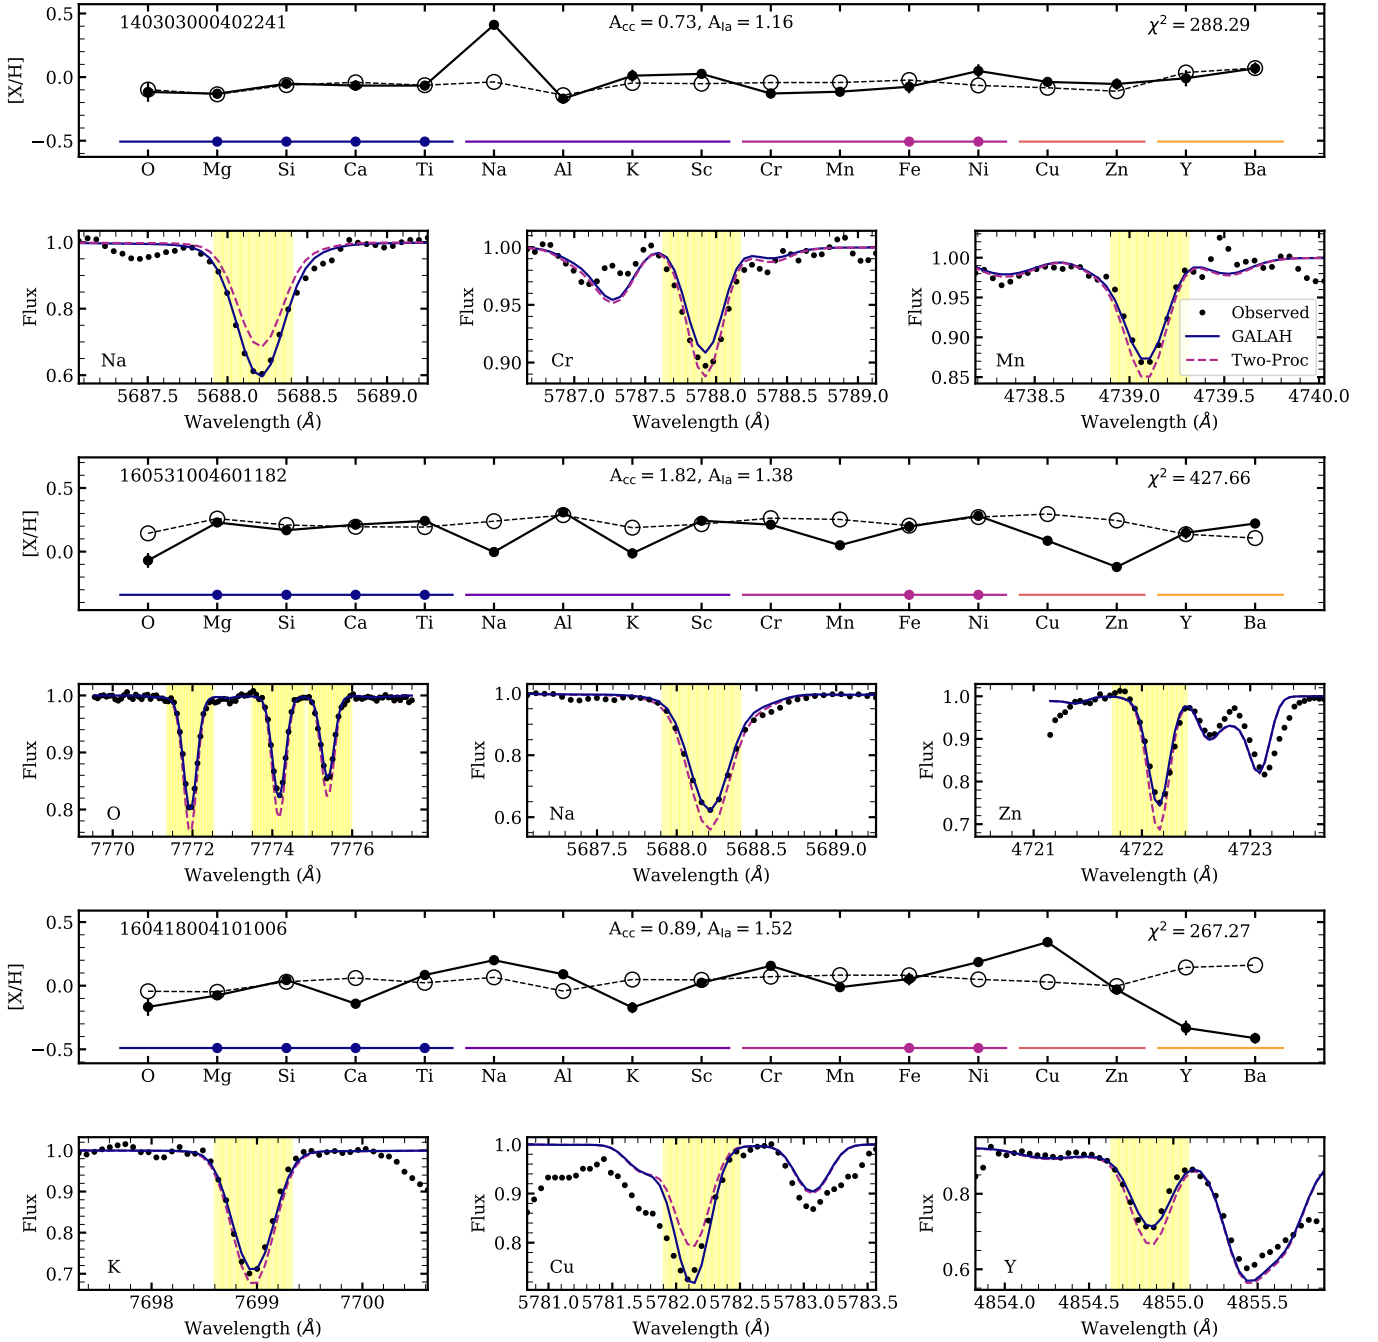 140303000402241 A_cc = 0.73, A_la = 1.16 χ² = 288.29
[X/H]
0.5
0.0
−0.5
O Mg Si Ca Ti Na Al K Sc Cr Mn Fe Ni Cu Zn Y Ba
Flux
1.0
0.8
0.6
Na
5687.5 5688.0 5688.5 5689.0
Wavelength (Å)
Flux
1.00
0.95
0.90
Cr
5787.0 5787.5 5788.0 5788.5 5789.0
Wavelength (Å)
Flux
1.00
0.95
0.90
0.85
Mn
Observed
GALAH
Two-Proc
4738.5 4739.0 4739.5 4740.0
Wavelength (Å)
160531004601182 A_cc = 1.82, A_la = 1.38 χ² = 427.66
[X/H]
0.5
0.0
O Mg Si Ca Ti Na Al K Sc Cr Mn Fe Ni Cu Zn Y Ba
Flux
1.0
0.9
0.8
O
7770 7772 7774 7776
Wavelength (Å)
Flux
1.0
0.8
0.6
Na
5687.5 5688.0 5688.5 5689.0
Wavelength (Å)
Flux
1.0
0.9
0.8
0.7
Zn
4721 4722 4723
Wavelength (Å)
160418004101006 A_cc = 0.89, A_la = 1.52 χ² = 267.27
[X/H]
0.5
0.0
−0.5
O Mg Si Ca Ti Na Al K Sc Cr Mn Fe Ni Cu Zn Y Ba
Flux
1.0
0.9
0.8
0.7
K
7698 7699 7700
Wavelength (Å)
Flux
1.0
0.9
0.8
Cu
5781.0 5781.5 5782.0 5782.5 5783.0 5783.5
Wavelength (Å)
Flux
0.8
0.6
Y
4854.0 4854.5 4855.0 4855.5
Wavelength (Å)